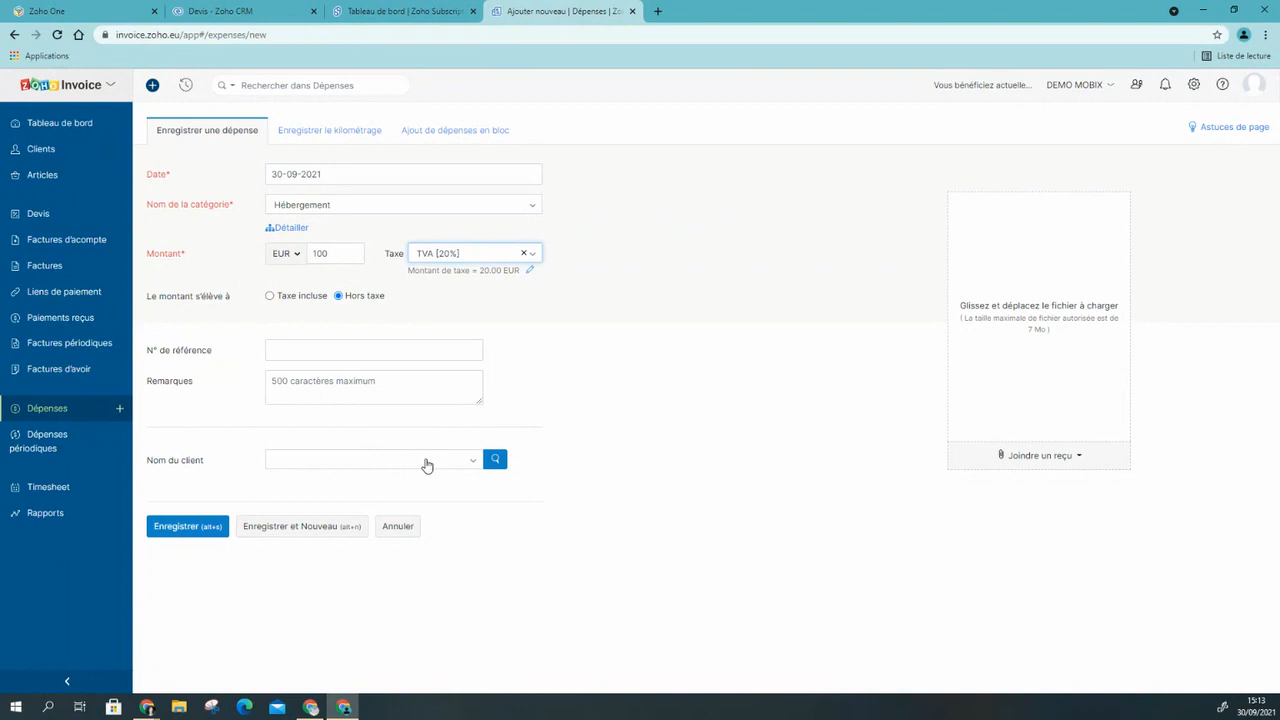 Zoho One
Devis - Zoho CRM
Tableau de bord | Zoho Subscript
Ajouter nouveau | Dépenses | Zo
invoice.zoho.eu/app#/expenses/new
Applications
Liste de lecture
ZOHO Invoice
Rechercher dans Dépenses
Vous bénéficiez actuelle...
DEMO MOBIX
Tableau de bord
Clients
Articles
Devis
Factures d'acompte
Factures
Liens de paiement
Paiements reçus
Factures périodiques
Factures d'avoir
Dépenses
Dépenses
périodiques
Timesheet
Rapports
Enregistrer une dépense
Enregistrer le kilométrage
Ajout de dépenses en bloc
Astuces de page
Date*
30-09-2021
Nom de la catégorie*
Hébergement
Détailler
Montant*
EUR
100
Taxe
TVA [20%]
Montant de taxe = 20.00 EUR
Le montant s'élève à
Taxe incluse
Hors taxe
N° de référence
Remarques
500 caractères maximum
Nom du client
Enregistrer (alt+s)
Enregistrer et Nouveau (alt+n)
Annuler
Glissez et déplacez le fichier à charger
( La taille maximale de fichier autorisée est de
7 Mo )
Joindre un reçu
15:13
30/09/2021